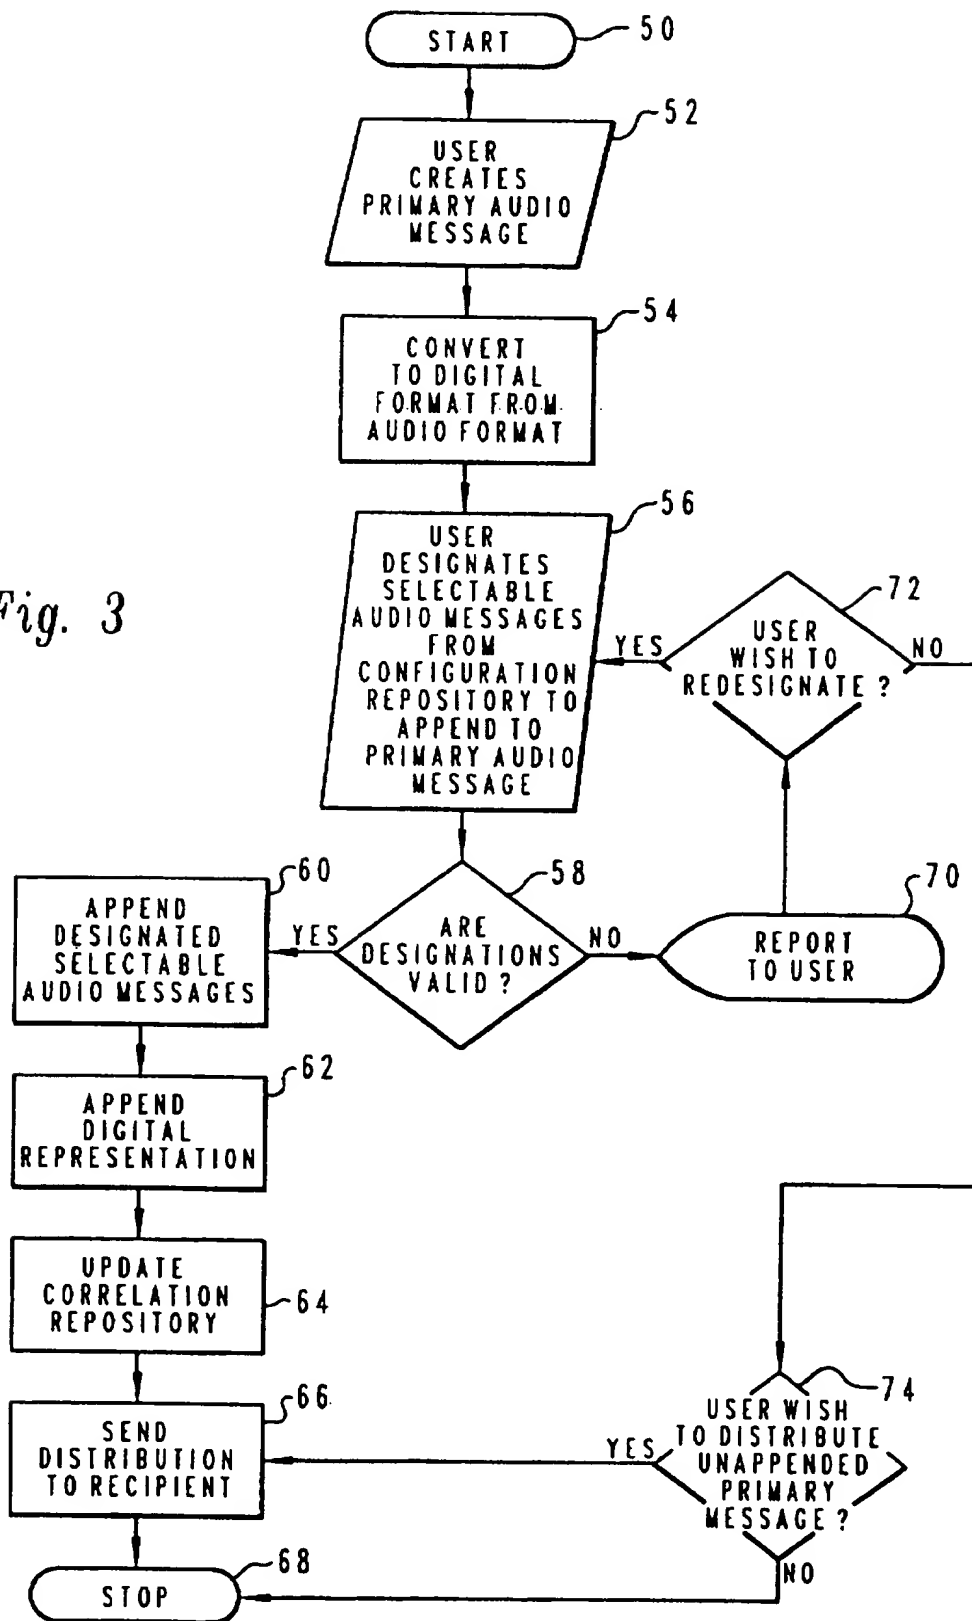 START
50
USER
CREATES
PRIMARY AUDIO
MESSAGE
52
CONVERT
TO DIGITAL
FORMAT FROM
AUDIO FORMAT
54
USER
DESIGNATES
SELECTABLE
AUDIO MESSAGES
FROM
CONFIGURATION
REPOSITORY TO
APPEND TO
PRIMARY AUDIO
MESSAGE
56
Fig. 3
72
USER
WISH TO
REDESIGNATE ?
YES
NO
58
ARE
DESIGNATIONS
VALID ?
YES
NO
70
REPORT
TO USER
60
APPEND
DESIGNATED
SELECTABLE
AUDIO MESSAGES
62
APPEND
DIGITAL
REPRESENTATION
UPDATE
CORRELATION
REPOSITORY
64
66
SEND
DISTRIBUTION
TO RECIPIENT
74
USER WISH
TO DISTRIBUTE
UNAPPENDED
PRIMARY
MESSAGE ?
YES
NO
68
STOP